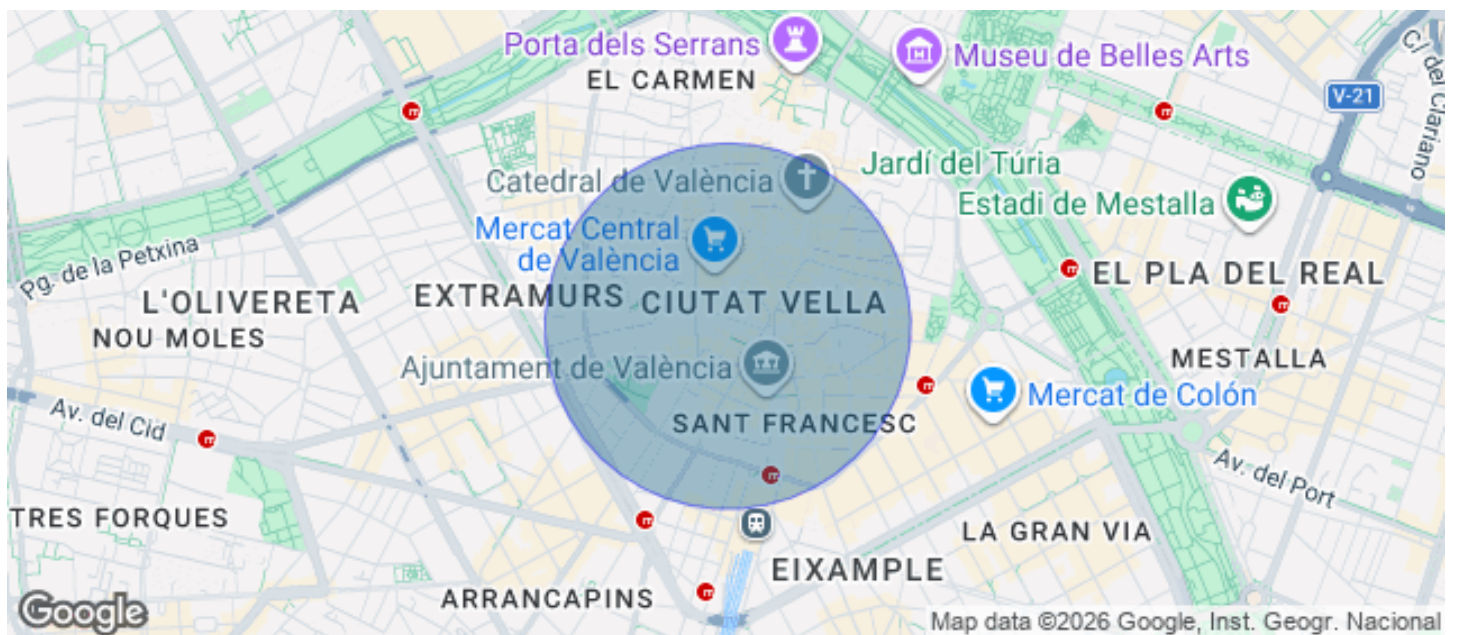 Porta dels Serrans
EL CARMEN
Museu de Belles Arts
V-21
C/ del Clariano
Catedral de València
Jardí del Túria
Estadi de Mestalla
Mercat Central
de València
Pg. de la Petxina
L'OLIVERETA
EXTRAMURS
CIUTAT VELLA
EL PLA DEL REAL
NOU MOLES
Ajuntament de València
MESTALLA
Mercat de Colón
Av. del Cid
SANT FRANCESC
Av. del Port
TRES FORQUES
LA GRAN VIA
EIXAMPLE
ARRANCAPINS
Google
Map data ©2026 Google, Inst. Geogr. Nacional